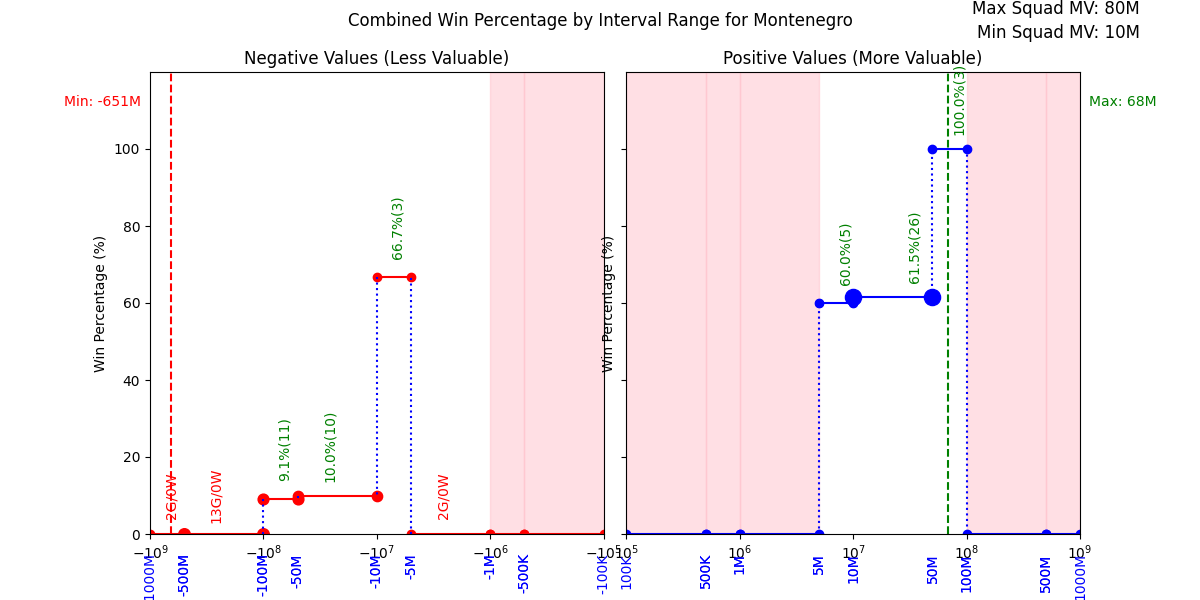 Max Squad MV: 80M
Combined Win Percentage by Interval Range for Montenegro
Min Squad MV: 10M
Negative Values (Less Valuable)
Positive Values (More Valuable)
Min: -651M
Max: 68M
100.0%(3)
66.7%(3)
60.0%(5)
61.5%(26)
9.1%(11)
10.0%(10)
2G/0W
13G/0W
2G/0W
Win Percentage (%)
Win Percentage (%)
100
80
60
40
20
0
−10⁹
−10⁸
−10⁷
−10⁶
−10⁵
10⁵
10⁶
10⁷
10⁸
10⁹
1000M
-500M
-100M
-50M
-10M
-5M
-1M
-500K
-100K
100K
500K
1M
5M
10M
50M
100M
500M
1000M